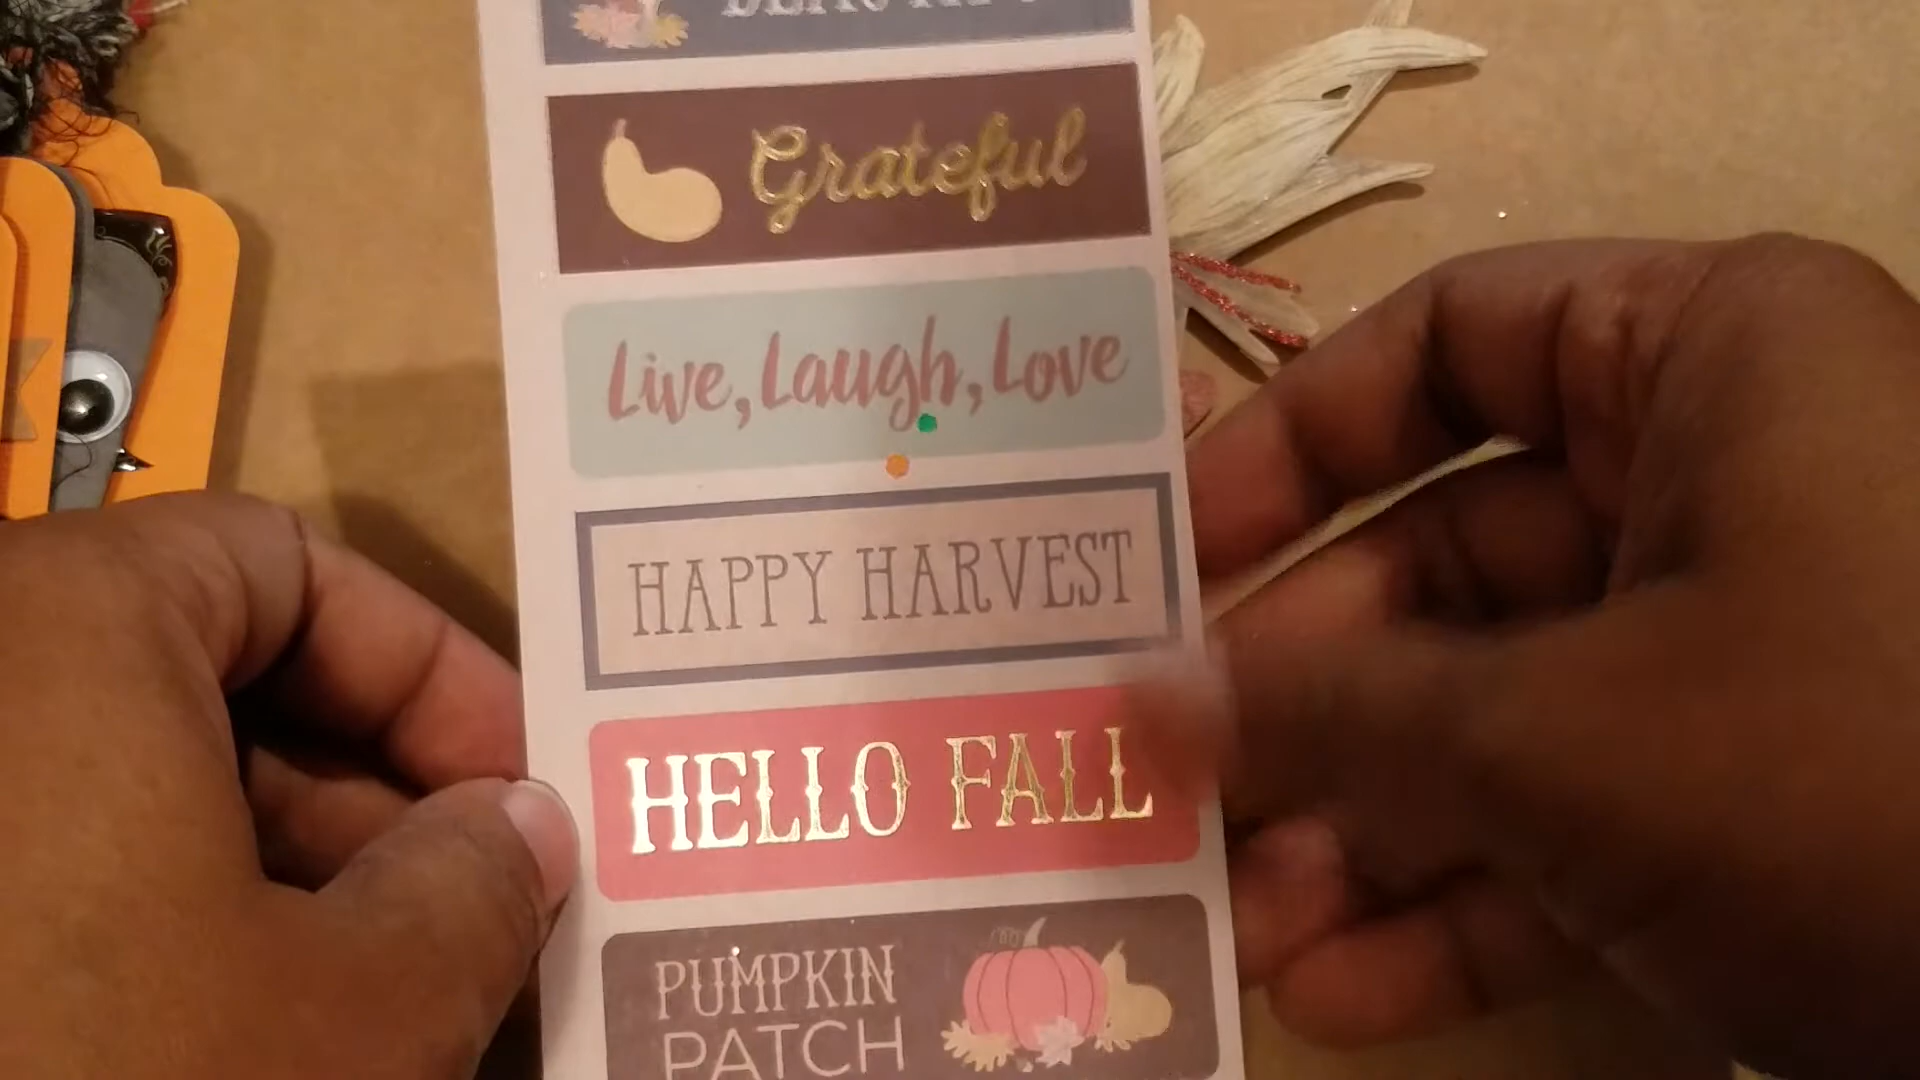 Grateful
Live, Laugh, Love
HAPPY HARVEST
HELLO FALL
PUMPKIN
PATCH